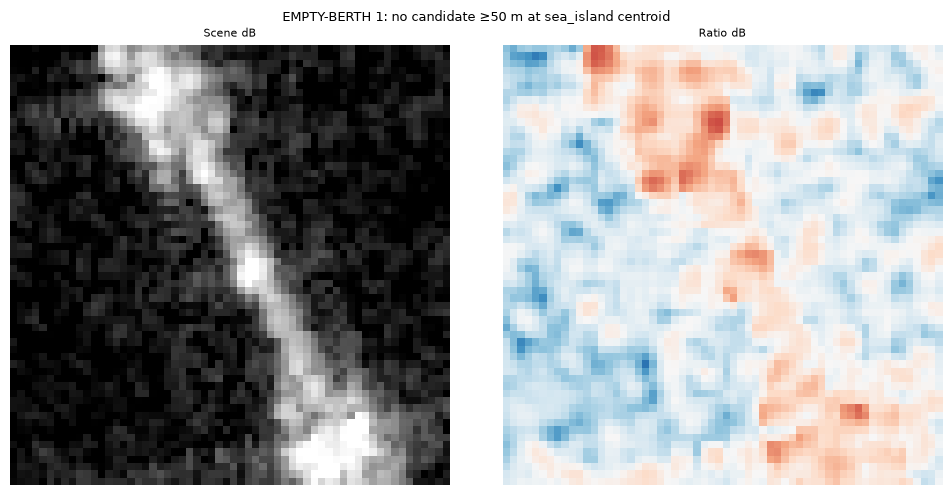 EMPTY-BERTH 1: no candidate ≥50 m at sea_island centroid
Scene dB
Ratio dB